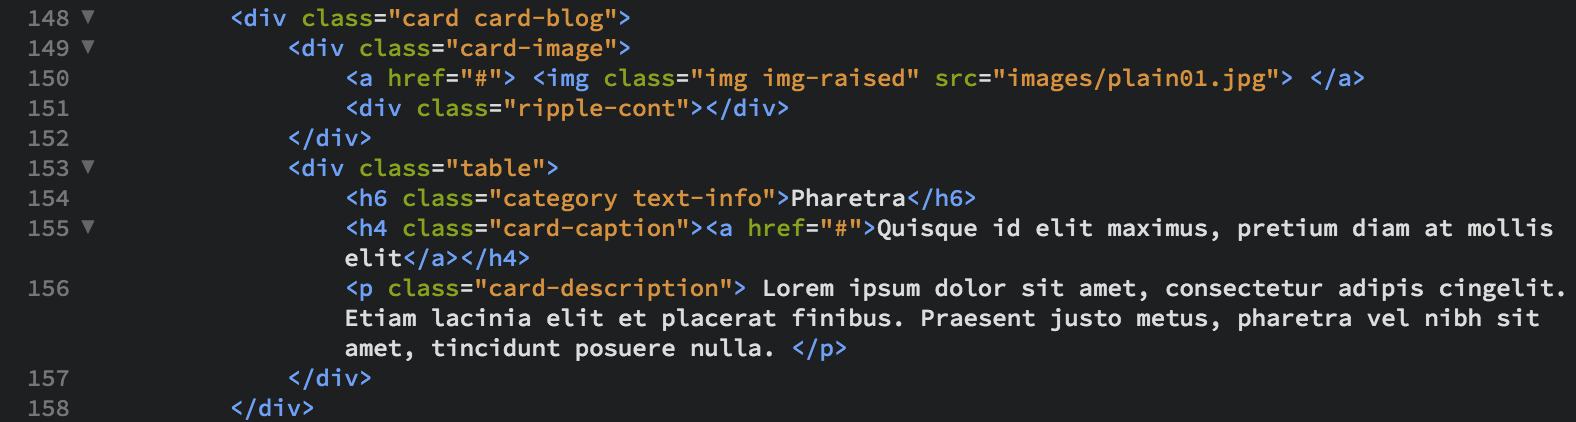 148 ▼ <div class="card card-blog">
149 ▼ <div class="card-image">
150 <a href="#"> <img class="img img-raised" src="images/plain01.jpg"> </a>
151 <div class="ripple-cont"></div>
152 </div>
153 ▼ <div class="table">
154 <h6 class="category text-info">Pharetra</h6>
155 ▼ <h4 class="card-caption"><a href="#">Quisque id elit maximus, pretium diam at mollis
elit</a></h4>
156 <p class="card-description"> Lorem ipsum dolor sit amet, consectetur adipis cingelit.
Etiam lacinia elit et placerat finibus. Praesent justo metus, pharetra vel nibh sit
amet, tincidunt posuere nulla. </p>
157 </div>
158 </div>